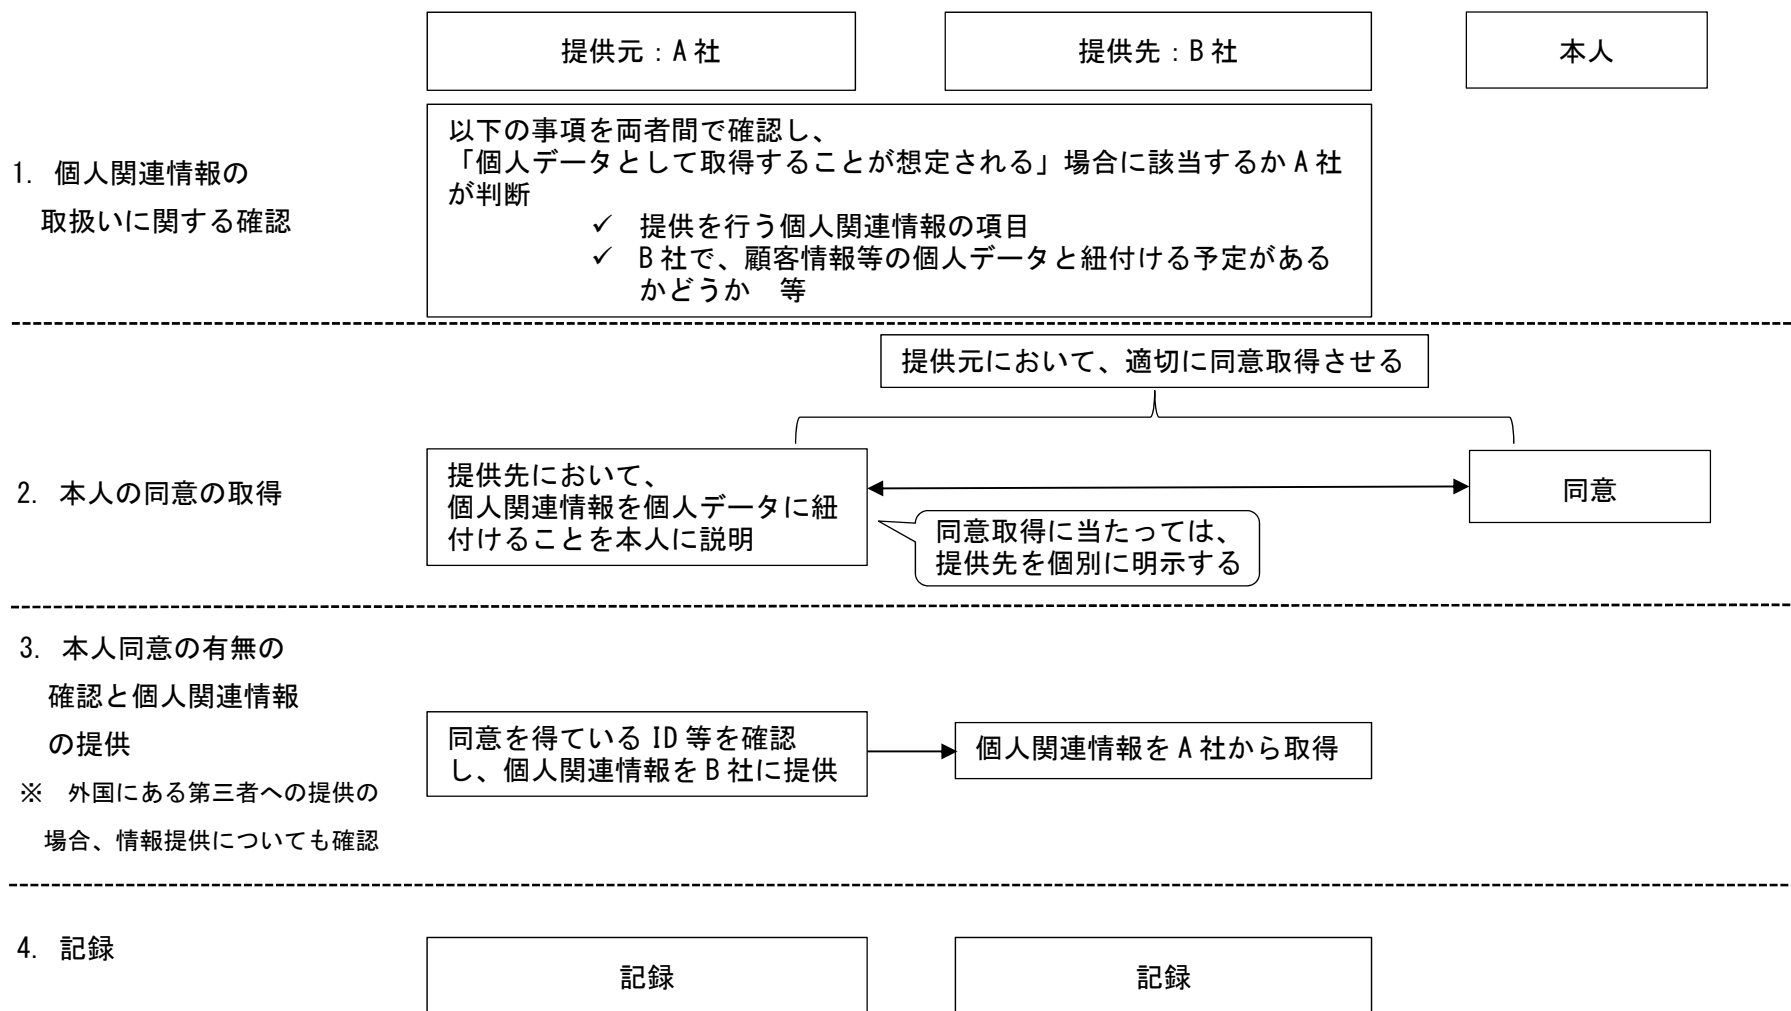 提供元：A社
提供先：B社
本人
1. 個人関連情報の
取扱いに関する確認
以下の事項を両者間で確認し、
「個人データとして取得することが想定される」場合に該当するかA社
が判断
✓ 提供を行う個人関連情報の項目
✓ B社で、顧客情報等の個人データと紐付ける予定がある
かどうか　等
提供元において、適切に同意取得させる
2. 本人の同意の取得
提供先において、
個人関連情報を個人データに紐
付けることを本人に説明
同意
同意取得に当たっては、
提供先を個別に明示する
3. 本人同意の有無の
確認と個人関連情報
の提供
※　外国にある第三者への提供の
場合、情報提供についても確認
同意を得ているID等を確認
し、個人関連情報をB社に提供
個人関連情報をA社から取得
4. 記録
記録
記録